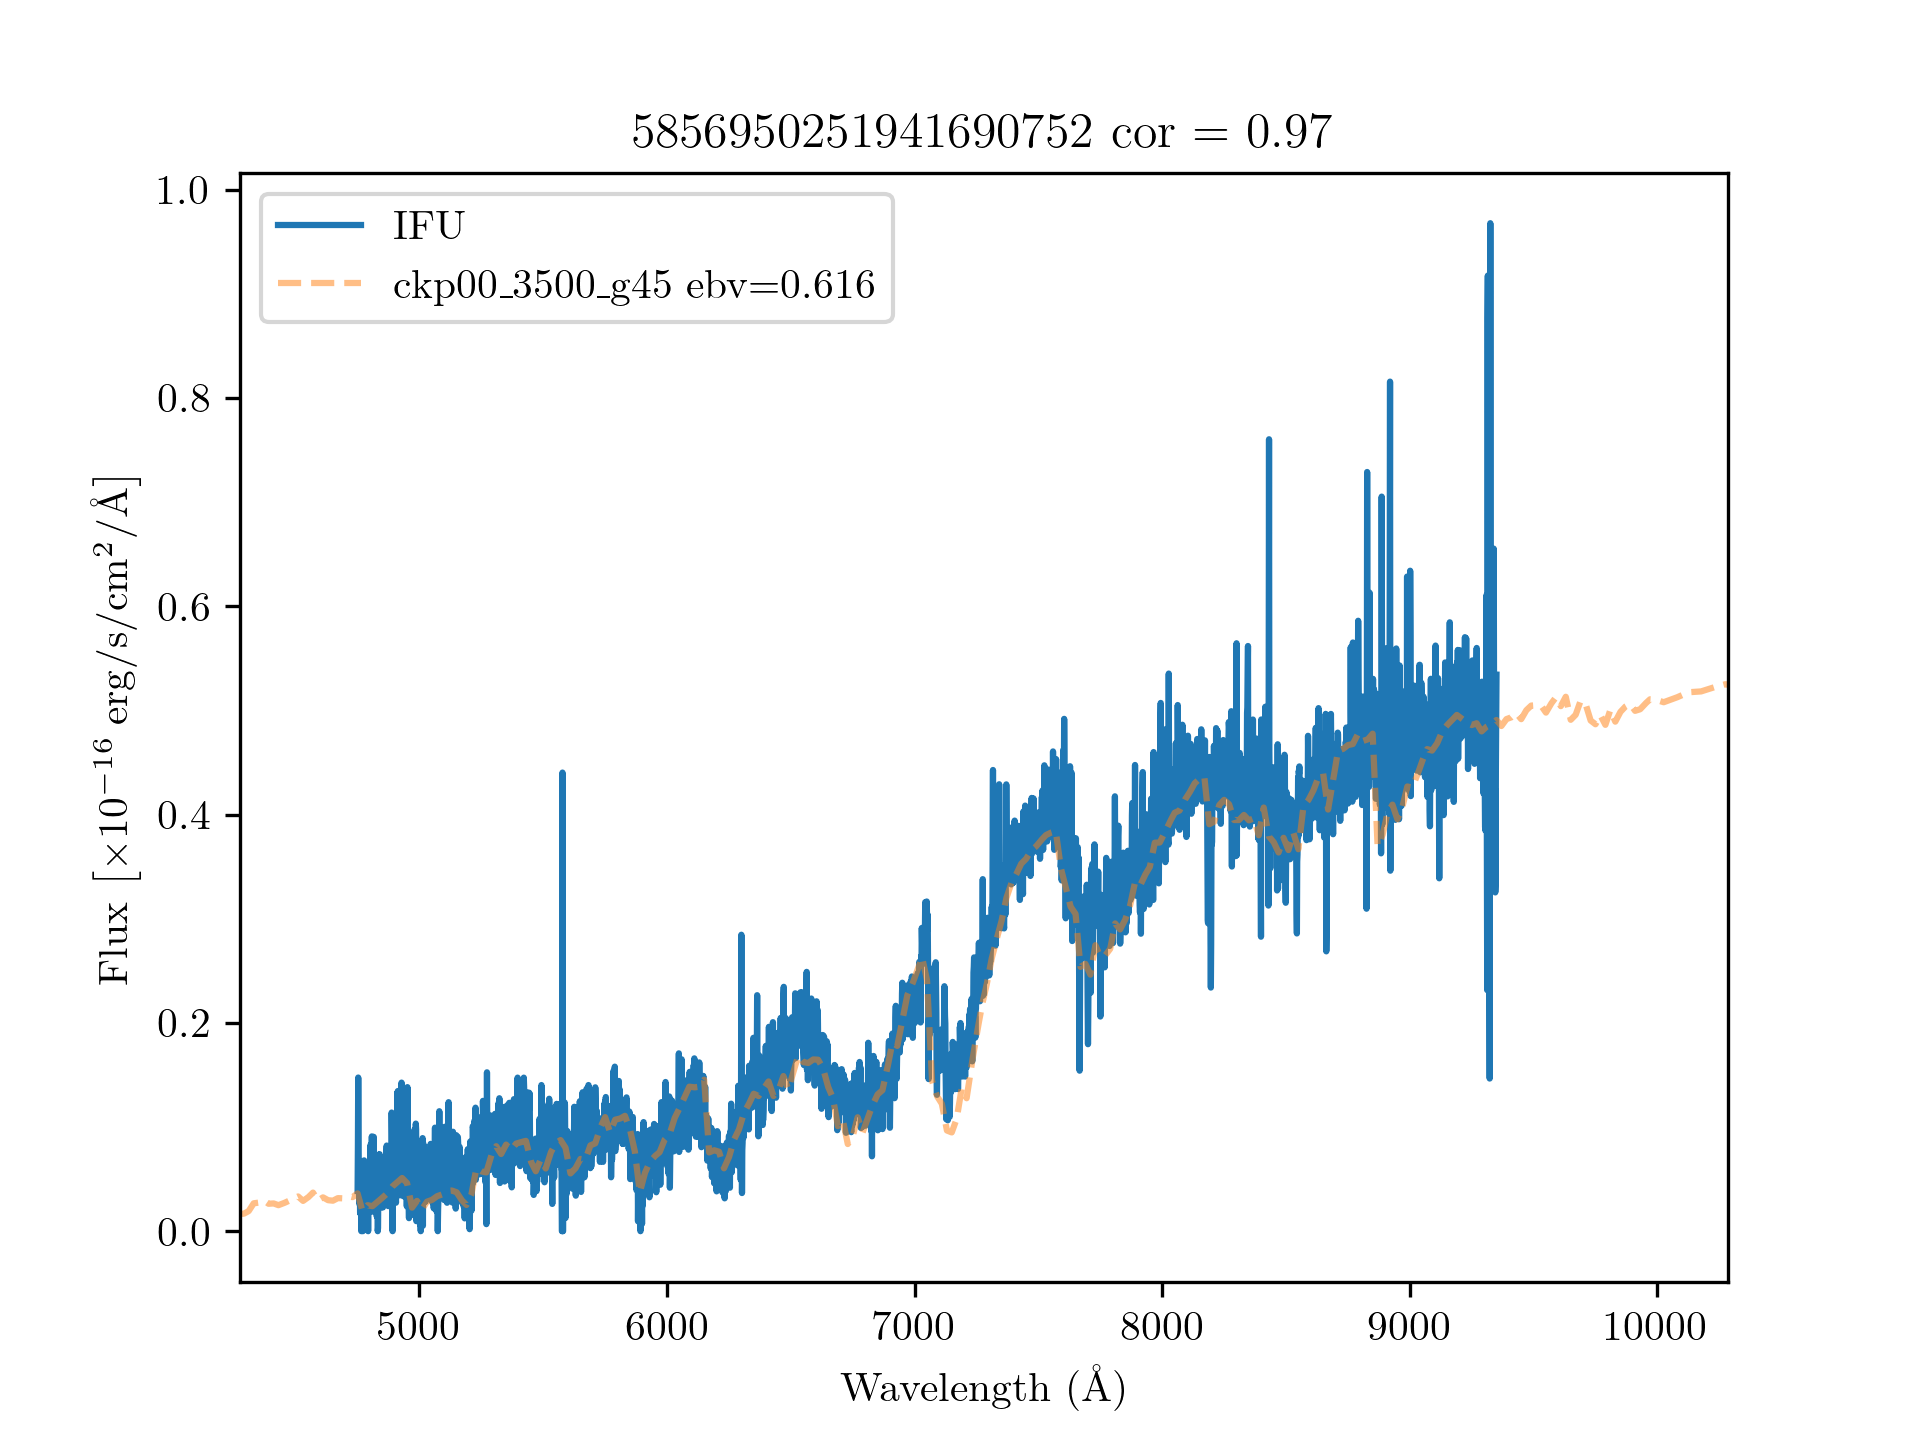 5856950251941690752 cor = 0.97
IFU
ckp00_3500_g45 ebv=0.616
1.0
0.8
0.6
0.4
0.2
0.0
Flux [×10⁻¹⁶ erg/s/cm²/Å]
5000 6000 7000 8000 9000 10000
Wavelength (Å)